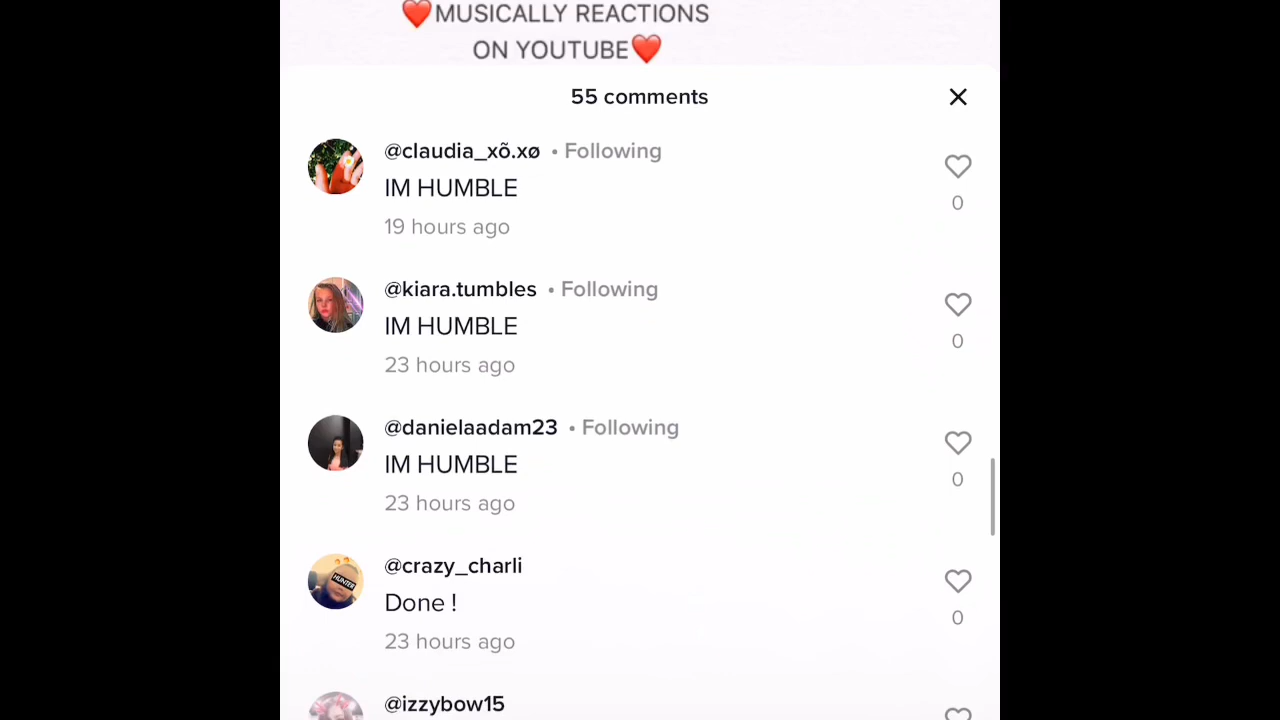 ❤️MUSICALLY REACTIONS
ON YOUTUBE❤️
55 comments
@claudia_xõ.xø • Following
IM HUMBLE
0
19 hours ago
@kiara.tumbles • Following
IM HUMBLE
0
23 hours ago
@danielaadam23 • Following
IM HUMBLE
0
23 hours ago
@crazy_charli
HUNTER
Done !
0
23 hours ago
@izzybow15